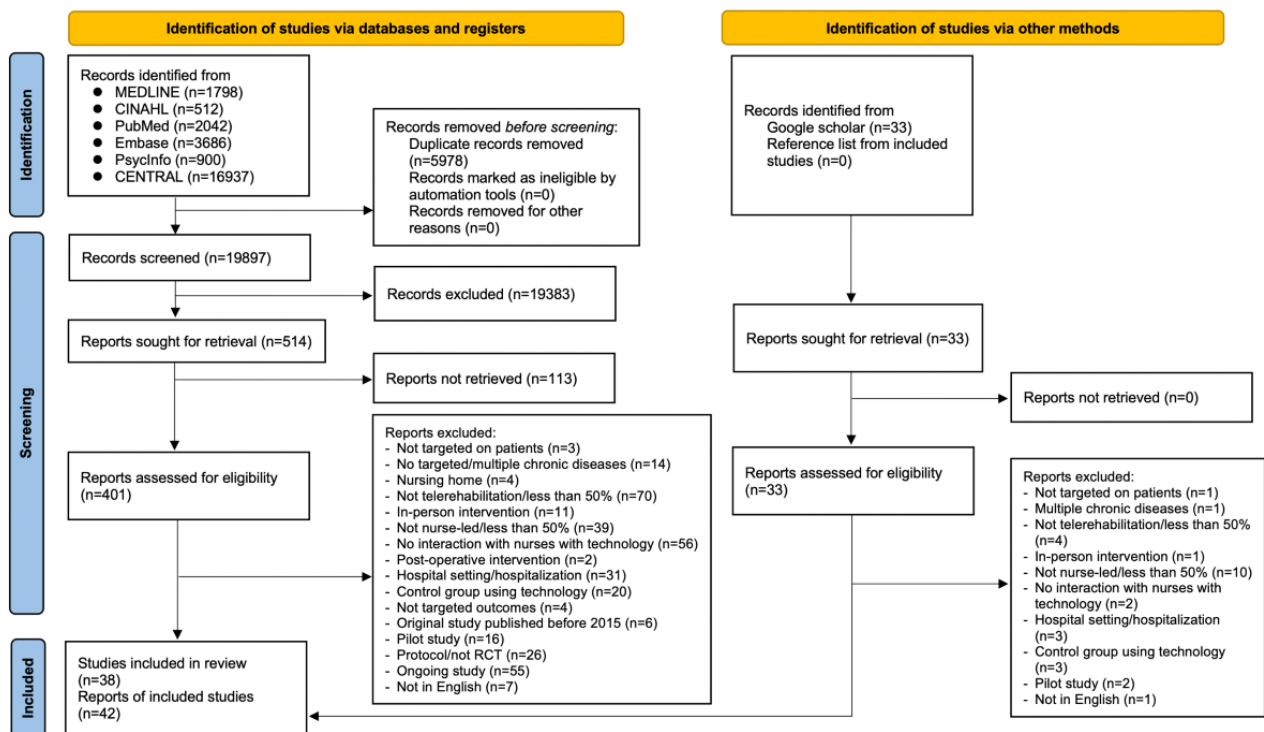 Identification of studies via databases and registers
Identification of studies via other methods
Identification
Records identified from
● MEDLINE (n=1798)
● CINAHL (n=512)
● PubMed (n=2042)
● Embase (n=3686)
● PsycInfo (n=900)
● CENTRAL (n=16937)
Records removed before screening:
Duplicate records removed
(n=5978)
Records marked as ineligible by
automation tools (n=0)
Records removed for other
reasons (n=0)
Records identified from
Google scholar (n=33)
Reference list from included
studies (n=0)
Screening
Records screened (n=19897)
Records excluded (n=19383)
Reports sought for retrieval (n=514)
Reports not retrieved (n=113)
Reports sought for retrieval (n=33)
Reports not retrieved (n=0)
Reports assessed for eligibility
(n=401)
Reports excluded:
- Not targeted on patients (n=3)
- No targeted/multiple chronic diseases (n=14)
- Nursing home (n=4)
- Not telerehabilitation/less than 50% (n=70)
- In-person intervention (n=11)
- Not nurse-led/less than 50% (n=39)
- No interaction with nurses with technology (n=56)
- Post-operative intervention (n=2)
- Hospital setting/hospitalization (n=31)
- Control group using technology (n=20)
- Not targeted outcomes (n=4)
- Original study published before 2015 (n=6)
- Pilot study (n=16)
- Protocol/not RCT (n=26)
- Ongoing study (n=55)
- Not in English (n=7)
Reports assessed for eligibility
(n=33)
Reports excluded:
- Not targeted on patients (n=1)
- Multiple chronic diseases (n=1)
- Not telerehabilitation/less than 50%
(n=4)
- In-person intervention (n=1)
- Not nurse-led/less than 50% (n=10)
- No interaction with nurses with
technology (n=2)
- Hospital setting/hospitalization
(n=3)
- Control group using technology
(n=3)
- Pilot study (n=2)
- Not in English (n=1)
Included
Studies included in review
(n=38)
Reports of included studies
(n=42)